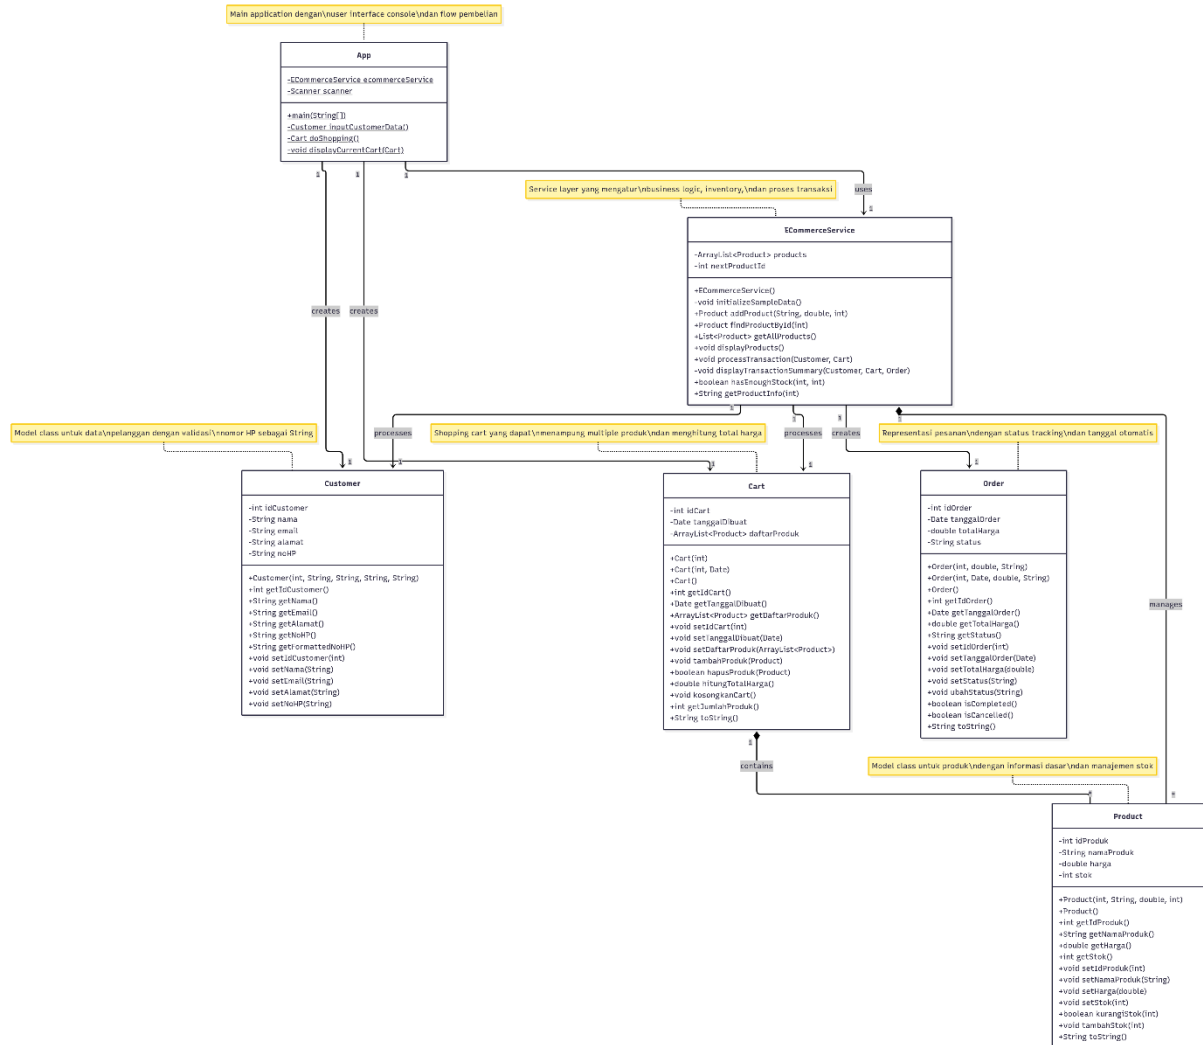 Main application dengan\nuser interface console\ndan flow pembelian
App
-ECommerceService ecommerceService
-Scanner scanner
+main(String[])
-Customer inputCustomerData()
-Cart doShopping()
-void displayCurrentCart(Cart)
Service layer yang mengatur\nbusiness logic, inventory,\ndan proses transaksi
uses
ECommerceService
-ArrayList<Product> products
-int nextProductId
+ECommerceService()
-void initializeSampleData()
+Product addProduct(String, double, int)
+Product findProductById(int)
+List<Product> getAllProducts()
+void displayProducts()
+void processTransaction(Customer, Cart)
-void displayTransactionSummary(Customer, Cart, Order)
+boolean hasEnoughStock(int, int)
+String getProductInfo(int)
creates
creates
Model class untuk data\npelanggan dengan validasi\nnomor HP sebagai String
processes
Shopping cart yang dapat\nmenampung multiple produk\ndan menghitung total harga
processes
creates
Representasi pesanan\ndengan status tracking\ndan tanggal otomatis
Customer
-int idCustomer
-String nama
-String email
-String alamat
-String noHP
+Customer(int, String, String, String, String)
+int getIdCustomer()
+String getNama()
+String getEmail()
+String getAlamat()
+String getNoHP()
+String getFormattedNoHP()
+void setIdCustomer(int)
+void setNama(String)
+void setEmail(String)
+void setAlamat(String)
+void setNoHP(String)
Cart
-int idCart
-Date tanggalDibuat
-ArrayList<Product> daftarProduk
+Cart(int)
+Cart(int, Date)
+Cart()
+int getIdCart()
+Date getTanggalDibuat()
+ArrayList<Product> getDaftarProduk()
+void setIdCart(int)
+void setTanggalDibuat(Date)
+void setDaftarProduk(ArrayList<Product>)
+void tambahProduk(Product)
+boolean hapusProduk(Product)
+double hitungTotalHarga()
+void kosongkanCart()
+int getJumlahProduk()
+String toString()
Order
-int idOrder
-Date tanggalOrder
-double totalHarga
-String status
+Order(int, double, String)
+Order(int, Date, double, String)
+Order()
+int getIdOrder()
+Date getTanggalOrder()
+double getTotalHarga()
+String getStatus()
+void setIdOrder(int)
+void setTanggalOrder(Date)
+void setTotalHarga(double)
+void setStatus(String)
+void ubahStatus(String)
+boolean isCompleted()
+boolean isCancelled()
+String toString()
manages
contains
Model class untuk produk\ndengan informasi dasar\ndan manajemen stok
Product
-int idProduk
-String namaProduk
-double harga
-int stok
+Product(int, String, double, int)
+Product()
+int getIdProduk()
+String getNamaProduk()
+double getHarga()
+int getStok()
+void setIdProduk(int)
+void setNamaProduk(String)
+void setHarga(double)
+void setStok(int)
+boolean kurangiStok(int)
+void tambahStok(int)
+String toString()